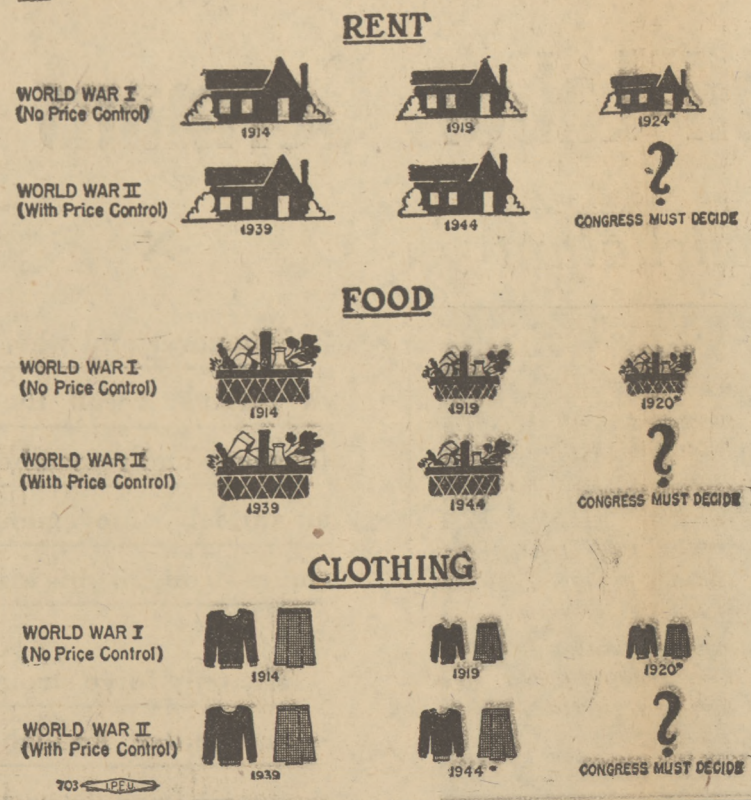 RENT
WORLD WAR I
(No Price Control)
1914
1919
1924*
WORLD WAR II
(With Price Control)
1939
1944
?
CONGRESS MUST DECIDE
FOOD
WORLD WAR I
(No Price Control)
1914
1919
1920*
WORLD WAR II
(With Price Control)
1939
1944
?
CONGRESS MUST DECIDE
CLOTHING
WORLD WAR I
(No Price Control)
1914
1919
1920*
WORLD WAR II
(With Price Control)
1939
1944 *
?
CONGRESS MUST DECIDE
703 I.P.E.U.